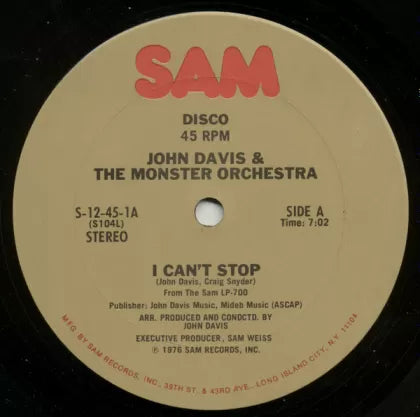 SAM
DISCO
45 RPM
JOHN DAVIS &
THE MONSTER ORCHESTRA
S-12-45-1A
(S104L)
STEREO
SIDE A
Time: 7:02
I CAN'T STOP
(John Davis, Craig Snyder)
From The Sam LP-700
Publisher: John Davis Music, Mideb Music (ASCAP)
ARR. PRODUCED AND CONDCTD. BY
JOHN DAVIS
EXECUTIVE PRODUCER, SAM WEISS
℗ 1976 SAM RECORDS, INC.
MFG. BY SAM RECORDS, INC., 39TH ST. & 43RD AVE.- LONG ISLAND CITY, N.Y. 11104